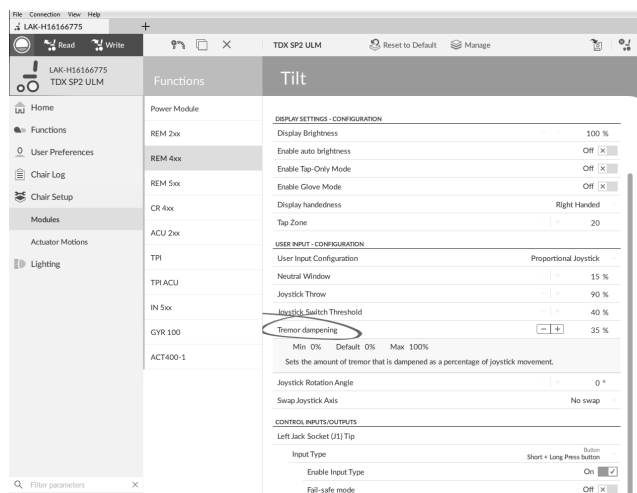 File Connection View Help
LAK-H16166775 +
Read Write TDX SP2 ULM Reset to Default Manage
LAK-H16166775
TDX SP2 ULM
Functions
Tilt
Home
Functions
User Preferences
Chair Log
Chair Setup
Modules
Actuator Motions
Lighting
Filter parameters
Power Module
REM 2xx
REM 4xx
REM 5xx
CR 4xx
ACU 2xx
TPI
TPI ACU
IN 5xx
GYR 100
ACT400-1
DISPLAY SETTINGS - CONFIGURATION
Display Brightness 100 %
Enable auto brightness Off
Enable Tap-Only Mode Off
Enable Glove Mode Off
Display handedness Right Handed
Tap Zone 20
USER INPUT - CONFIGURATION
User Input Configuration Proportional Joystick
Neutral Window 15 %
Joystick Throw 90 %
Joystick Switch Threshold 40 %
Tremor dampening − + 35 %
Min 0% Default 0% Max 100%
Sets the amount of tremor that is dampened as a percentage of joystick movement.
Joystick Rotation Angle 0 °
Swap Joystick Axis No swap
CONTROL INPUTS/OUTPUTS
Left Jack Socket (J1) Tip
Input Type Button Short + Long Press button
Enable Input Type On
Fail-safe mode Off